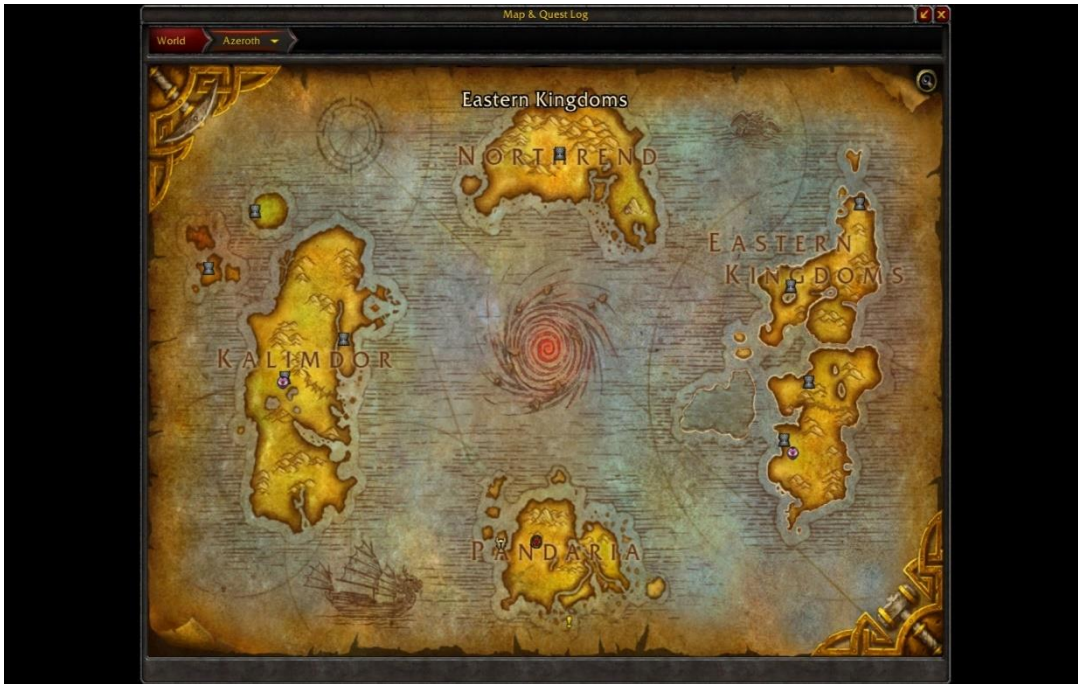 Map & Quest Log
World
Azeroth
Eastern Kingdoms
NORTHREND
EASTERN
KINGDOMS
KALIMDOR
PANDARIA